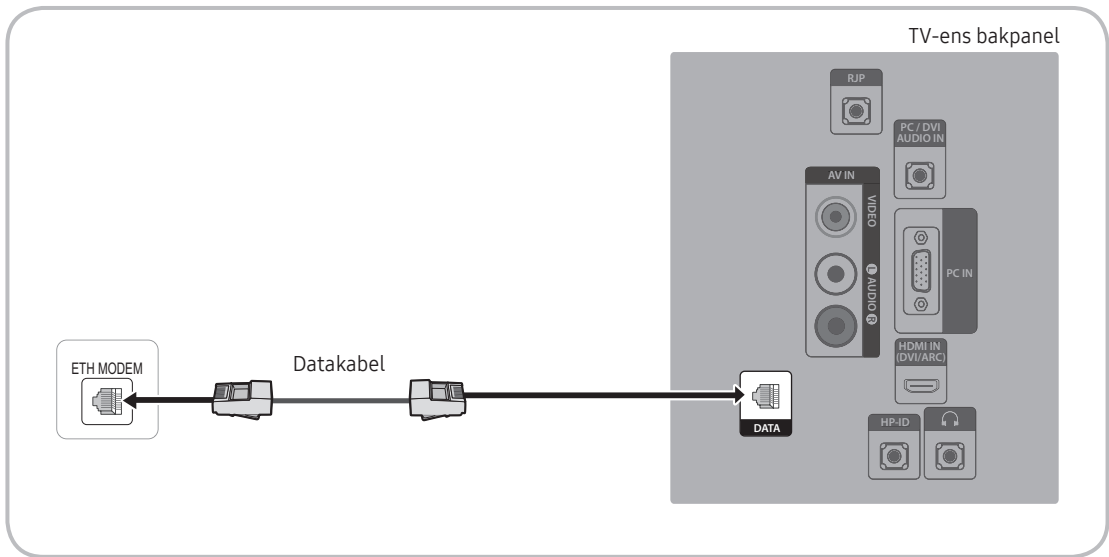 TV-ens bakpanel
RJP
PC / DVI
AUDIO IN
AV IN
VIDEO
L AUDIO R
PC IN
HDMI IN
(DVI/ARC)
ETH MODEM
Datakabel
DATA
HP-ID